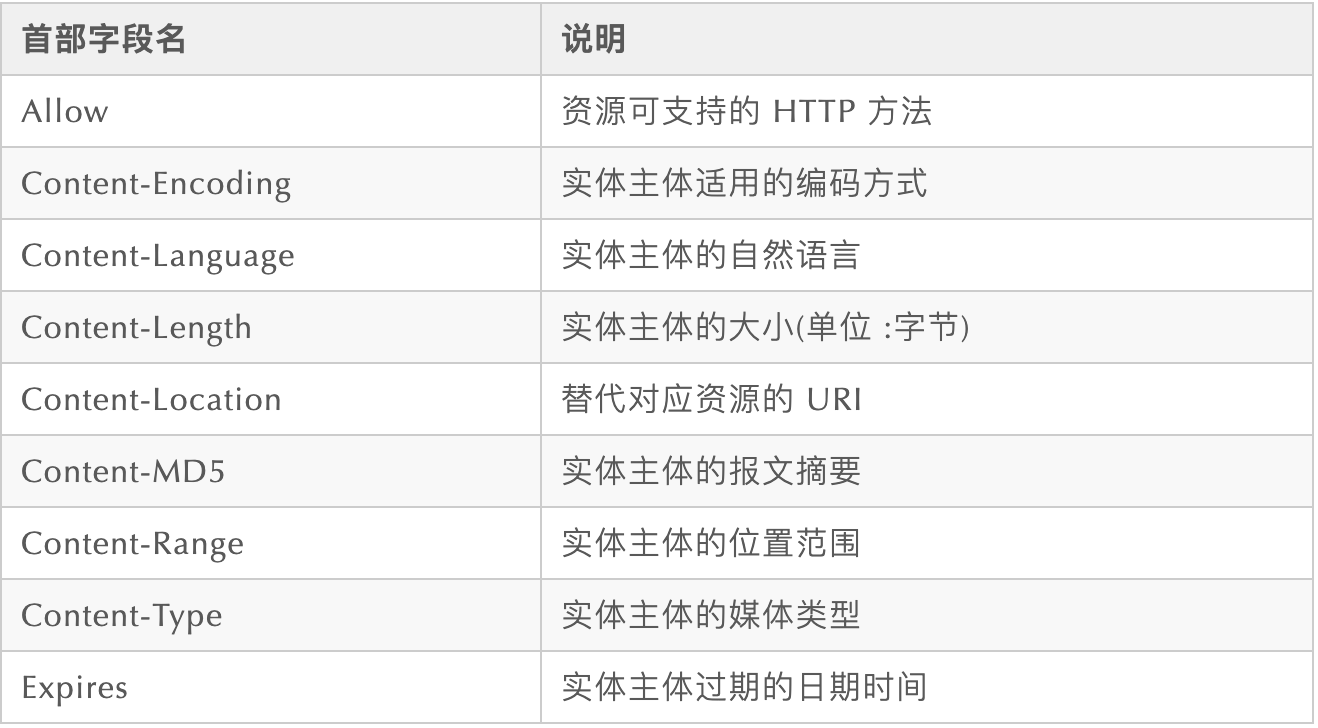 首部字段名 说明
Allow 资源可支持的 HTTP 方法
Content-Encoding 实体主体适用的编码方式
Content-Language 实体主体的自然语言
Content-Length 实体主体的大小(单位 :字节)
Content-Location 替代对应资源的 URI
Content-MD5 实体主体的报文摘要
Content-Range 实体主体的位置范围
Content-Type 实体主体的媒体类型
Expires 实体主体过期的日期时间